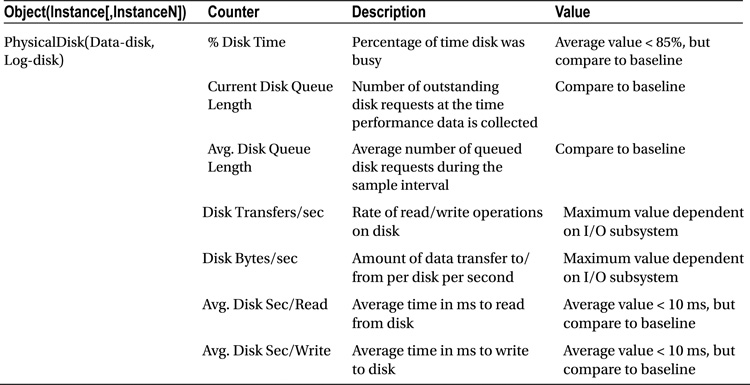 Object(Instance[,InstanceN]) Counter Description Value
PhysicalDisk(Data-disk, % Disk Time Percentage of time disk was Average value < 85%, but
Log-disk) busy compare to baseline
Current Disk Queue Number of outstanding Compare to baseline
Length disk requests at the time
performance data is collected
Avg. Disk Queue Average number of queued Compare to baseline
Length disk requests during the
sample interval
Disk Transfers/sec Rate of read/write operations Maximum value dependent
on disk on I/O subsystem
Disk Bytes/sec Amount of data transfer to/ Maximum value dependent
from per disk per second on I/O subsystem
Avg. Disk Sec/Read Average time in ms to read Average value < 10 ms, but
from disk compare to baseline
Avg. Disk Sec/Write Average time in ms to write Average value < 10 ms, but
to disk compare to baseline